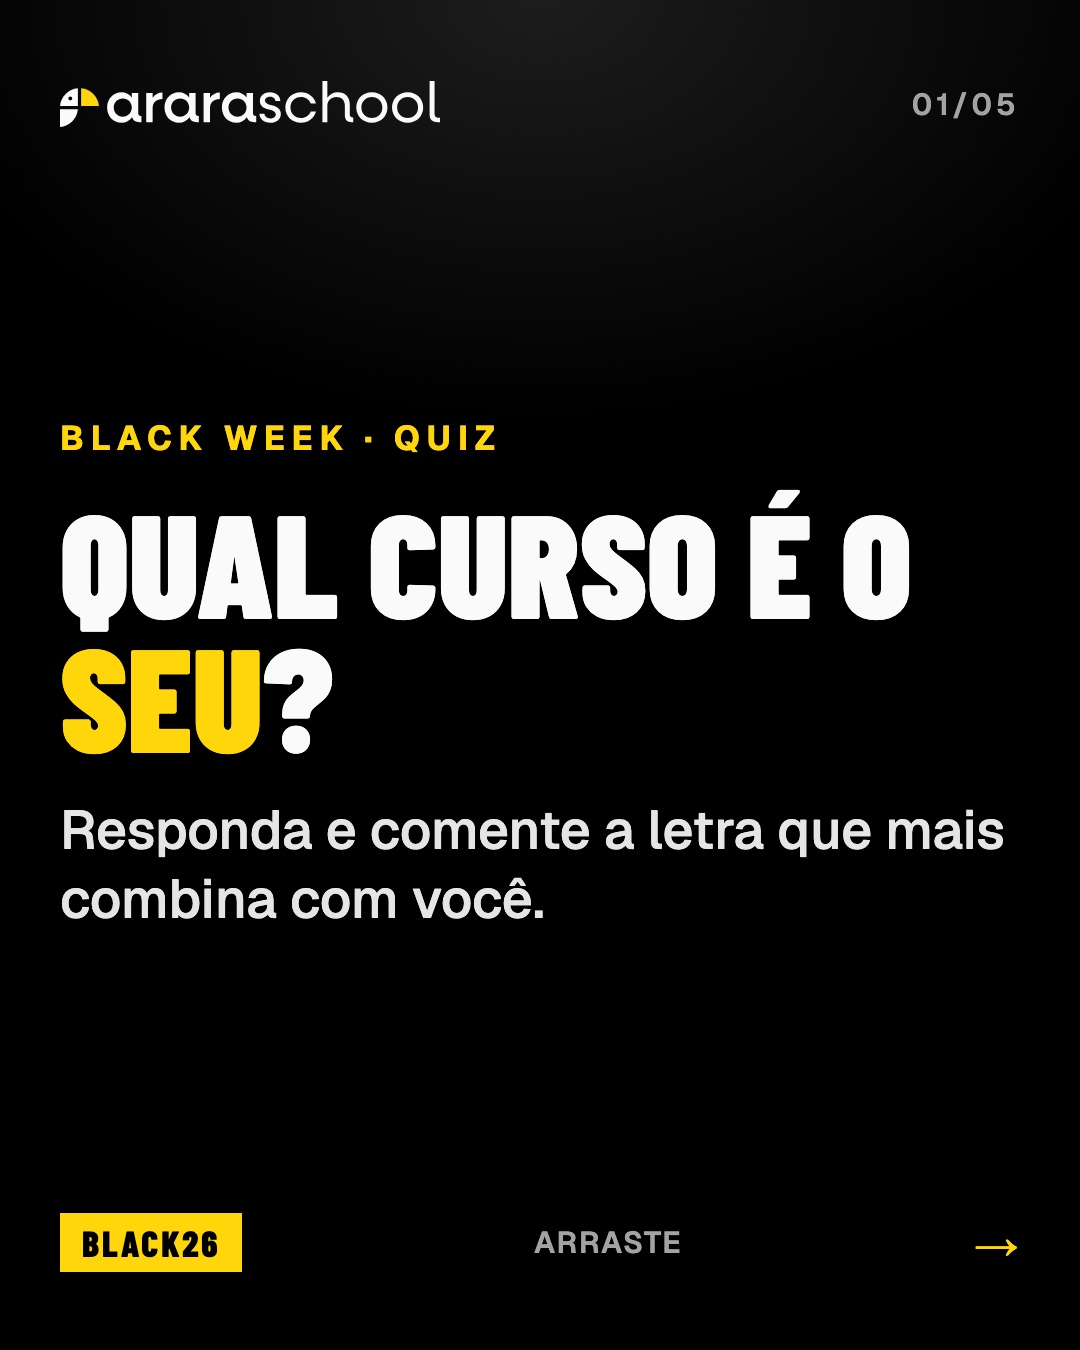 araraschool
01/05
BLACK WEEK · QUIZ
QUAL CURSO É O
SEU?
Responda e comente a letra que mais
combina com você.
BLACK26
ARRASTE
→